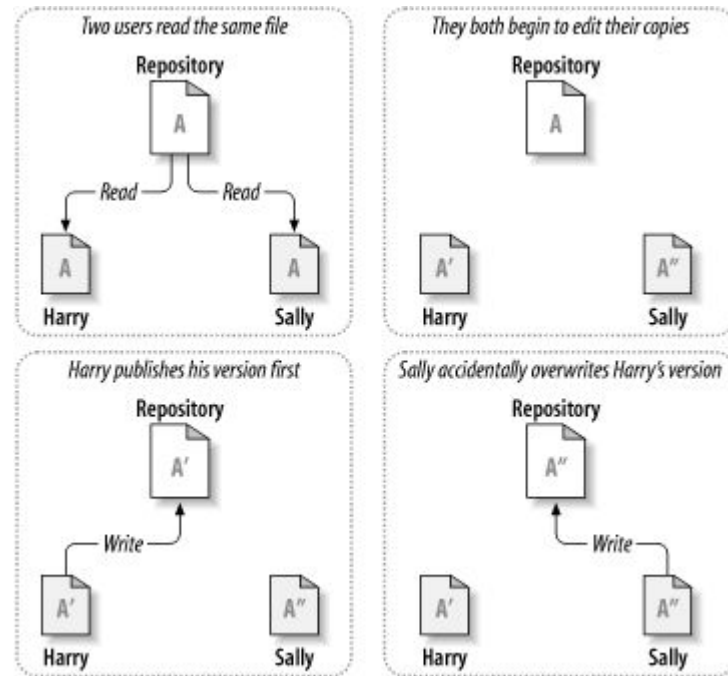 Two users read the same file
Repository
A
Read
Read
A
A
Harry
Sally
They both begin to edit their copies
Repository
A
A'
A"
Harry
Sally
Harry publishes his version first
Repository
A'
Write
A'
A"
Harry
Sally
Sally accidentally overwrites Harry's version
Repository
A"
Write
A'
A"
Harry
Sally